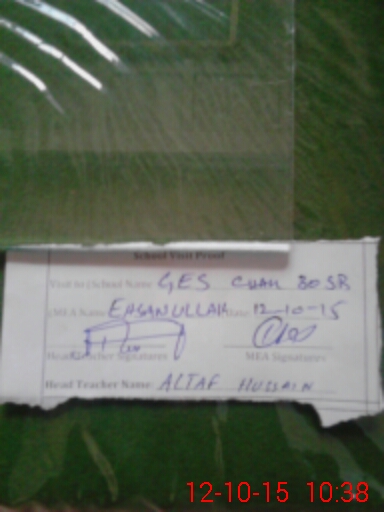 School Visit Proof
Visit to (School Name GES CHAK 80 SR
(MEA Name EHSANULLAH Date: 12-10-15
Head Teacher Signatures MEA Signatures
Head Teacher Name: ALTAF HUSSAIN
12-10-15 10:38